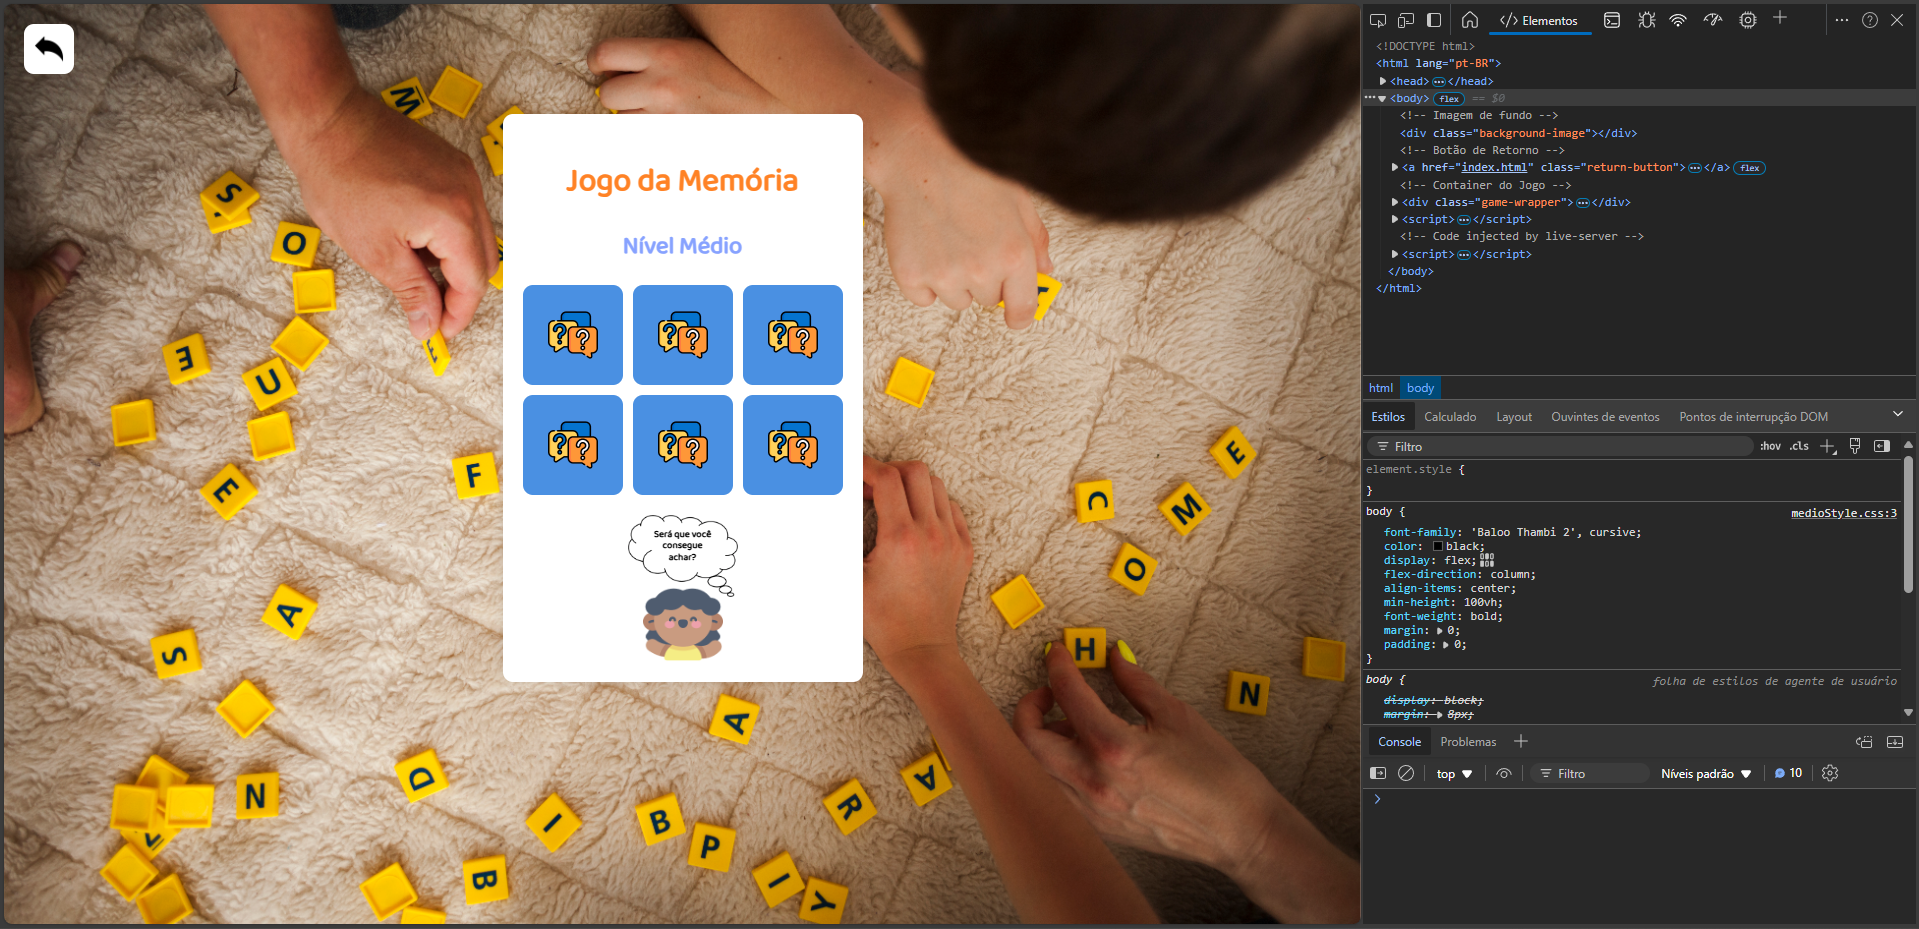 Jogo da Memória
Nível Médio
Será que você
consegue
achar?
W
S
O
E
U
E
F
A
S
N
D
I
B
P
B
I
Y
R
A
A
E
C
M
O
H
N
Elementos
<!DOCTYPE html>
<html lang="pt-BR">
<head>…</head>
<body> flex == $0
<!-- Imagem de fundo -->
<div class="background-image"></div>
<!-- Botão de Retorno -->
<a href="index.html" class="return-button">…</a> flex
<!-- Container do Jogo -->
<div class="game-wrapper">…</div>
<script>…</script>
<!-- Code injected by live-server -->
<script>…</script>
</body>
</html>
html body
Estilos Calculado Layout Ouvintes de eventos Pontos de interrupção DOM
Filtro :hov .cls
element.style {
}
body { medioStyle.css:3
font-family: 'Baloo Thambi 2', cursive;
color: black;
display: flex;
flex-direction: column;
align-items: center;
min-height: 100vh;
font-weight: bold;
margin: 0;
padding: 0;
}
body { folha de estilos de agente de usuário
display: block;
margin: 8px;
Console Problemas
top Filtro Níveis padrão 10